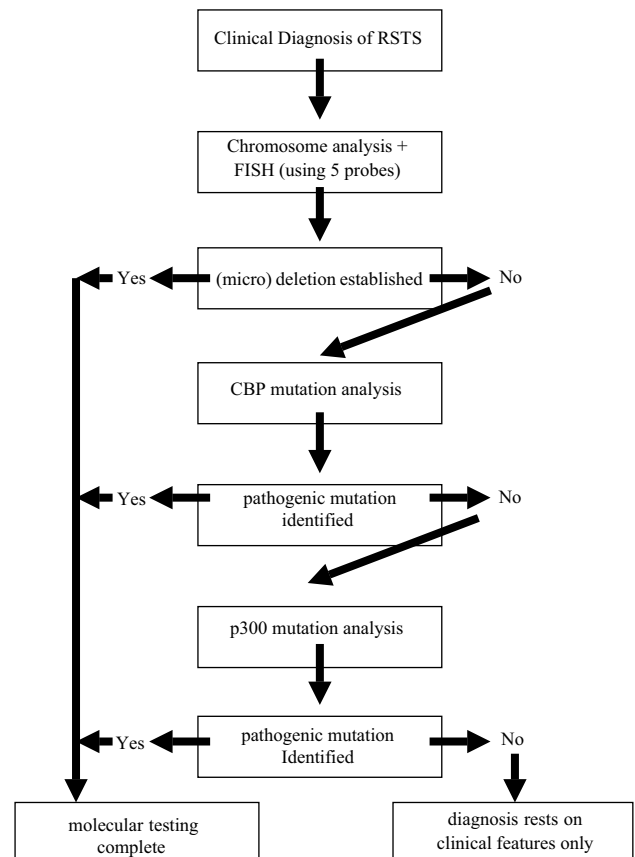 Clinical Diagnosis of RSTS
Chromosome analysis +
FISH (using 5 probes)
Yes
(micro) deletion established
No
CBP mutation analysis
Yes
pathogenic mutation
identified
No
p300 mutation analysis
Yes
pathogenic mutation
Identified
No
molecular testing
complete
diagnosis rests on
clinical features only